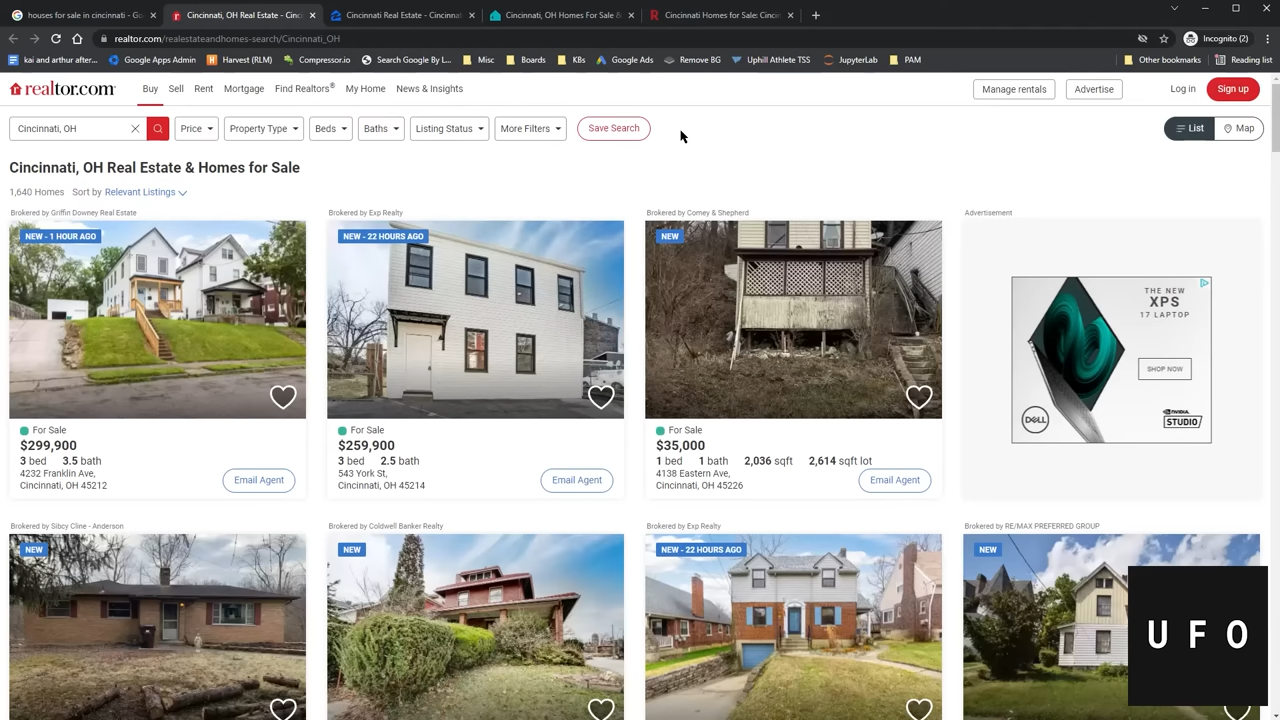 cincinnati real estate - Go
Cincinnati, OH Real Estate - R
Cincinnati Real Estate - Cincin
Cincinnati, OH Homes For Sale &
Cincinnati Homes for Sale: Cinci
realtor.com/realestateandhomes-search/Cincinnati_OH
Incognito (2)
kai and arthur after...
Google Apps Admin
Harvest (RLM)
Compressor.io
Search Google By L...
Misc
Boards
KBs
Google Ads
Remove BG
Uphill Athlete TSS
JupyterLab
PAM
Other bookmarks
Reading list
realtor.com
Buy
Sell
Rent
Mortgage
Find Realtors®
My Home
News & Insights
Manage rentals
Advertise
Log in
Sign up
Cincinnati, OH
Price
Property Type
Beds
Baths
Listing Status
More Filters
Save Search
List
Map
Cincinnati, OH Real Estate & Homes for Sale
1,640 Homes Sort by Relevant Listings
Brokered by Griffin Downey Real Estate
NEW - 1 HOUR AGO
For Sale
$299,900
3 bed 3.5 bath
4232 Franklin Ave,
Cincinnati, OH 45212
Email Agent
Brokered by Exp Realty
NEW - 22 HOURS AGO
For Sale
$259,900
3 bed 2.5 bath
543 York St,
Cincinnati, OH 45214
Email Agent
Brokered by Comey & Shepherd
NEW
For Sale
$35,000
1 bed 1 bath 2,036 sqft 2,614 sqft lot
4138 Eastern Ave,
Cincinnati, OH 45226
Email Agent
Advertisement
THE NEW
XPS
17 LAPTOP
SHOP NOW
DELL
NVIDIA
STUDIO
Brokered by Sibcy Cline - Anderson
NEW
Brokered by Coldwell Banker Realty
NEW
Brokered by Exp Realty
NEW - 22 HOURS AGO
Brokered by RE/MAX PREFERRED GROUP
NEW
U F O